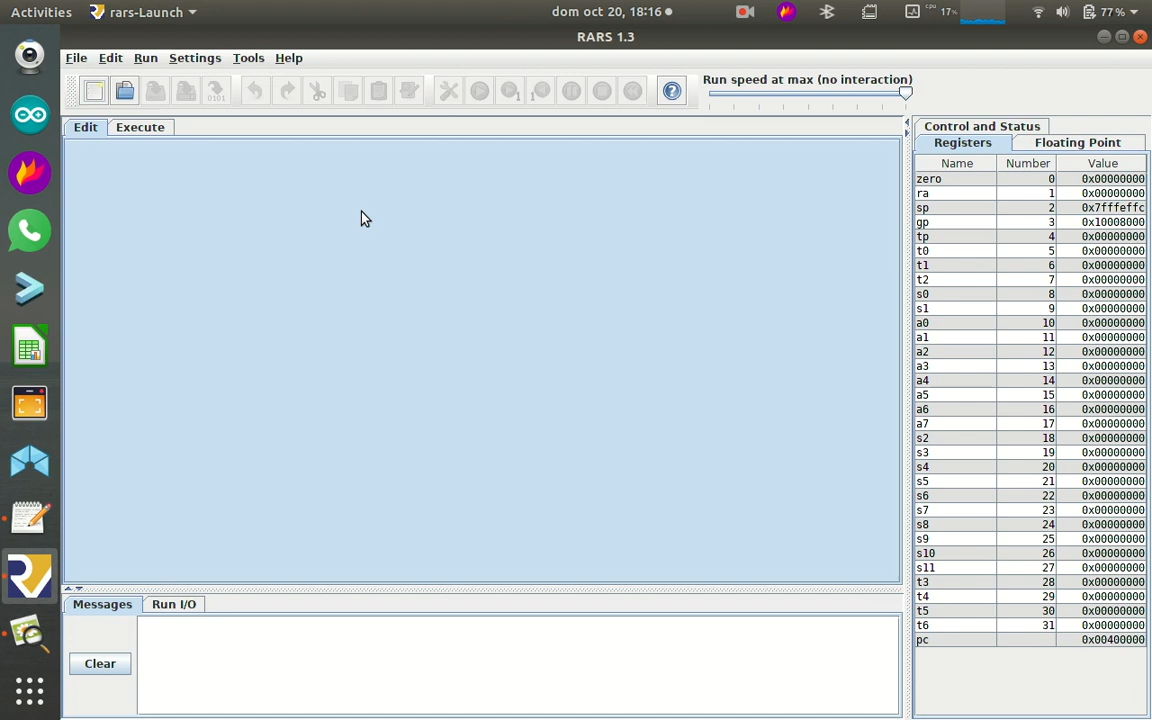 Activities rars-Launch dom oct 20, 18:16 cpu 17% 77%
RARS 1.3
File Edit Run Settings Tools Help
Run speed at max (no interaction)
Edit Execute
Control and Status
Registers Floating Point
Name Number Value
zero 0 0x00000000
ra 1 0x00000000
sp 2 0x7fffeffc
gp 3 0x10008000
tp 4 0x00000000
t0 5 0x00000000
t1 6 0x00000000
t2 7 0x00000000
s0 8 0x00000000
s1 9 0x00000000
a0 10 0x00000000
a1 11 0x00000000
a2 12 0x00000000
a3 13 0x00000000
a4 14 0x00000000
a5 15 0x00000000
a6 16 0x00000000
a7 17 0x00000000
s2 18 0x00000000
s3 19 0x00000000
s4 20 0x00000000
s5 21 0x00000000
s6 22 0x00000000
s7 23 0x00000000
s8 24 0x00000000
s9 25 0x00000000
s10 26 0x00000000
s11 27 0x00000000
t3 28 0x00000000
t4 29 0x00000000
t5 30 0x00000000
t6 31 0x00000000
pc 0x00400000
Messages Run I/O
Clear